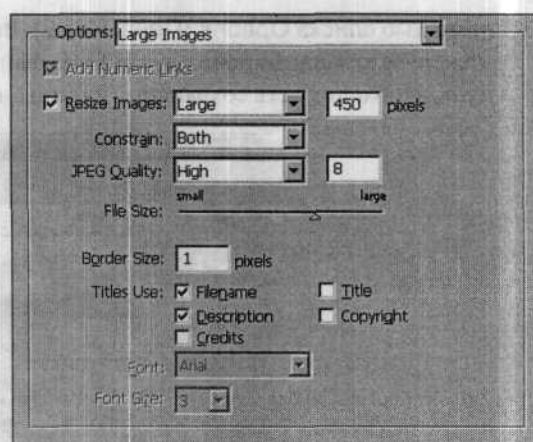 Options: Large Images
Add Numeric Links
Resize Images: Large 450 pixels
Constrain: Both
JPEG Quality: High 8
small large
File Size:
Border Size: 1 pixels
Titles Use: Filename Title
Description Copyright
Credits
Font: Arial
Font Size: 3